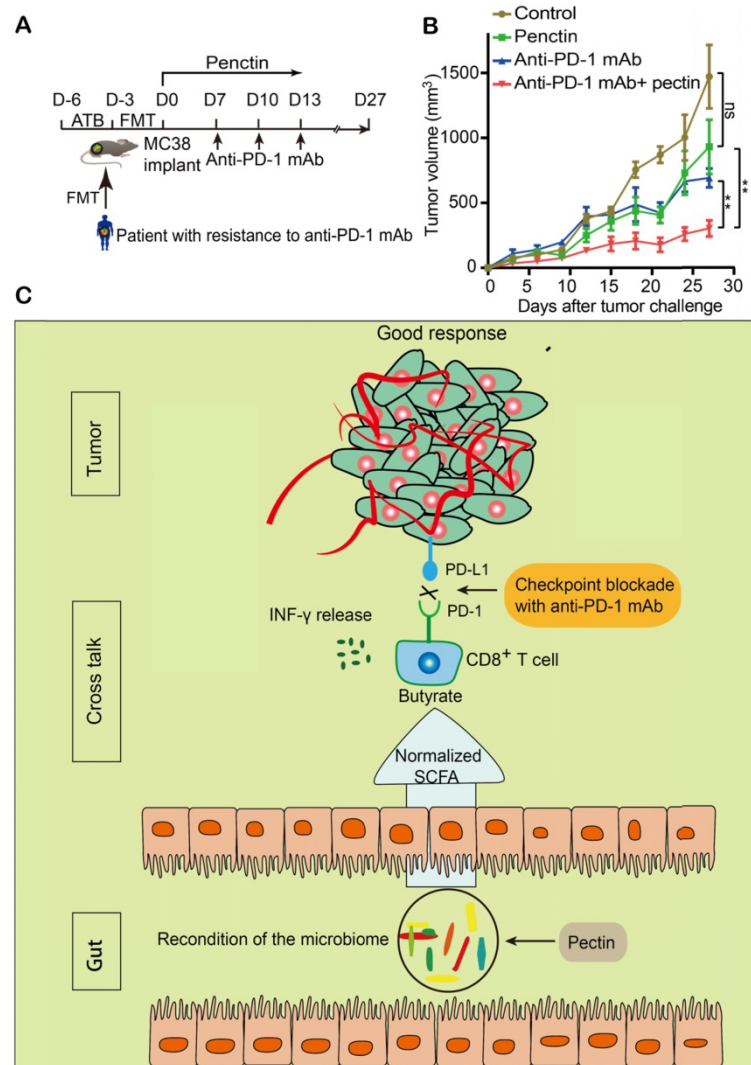 A
Penctin
D-6 D-3 D0 D7 D10 D13 D27
ATB FMT
MC38
implant
Anti-PD-1 mAb
FMT
Patient with resistance to anti-PD-1 mAb
B
Control
Penctin
Anti-PD-1 mAb
Anti-PD-1 mAb+ pectin
Tumor volume (mm3)
1500
1000
500
0
0 5 10 15 20 25 30
Days after tumor challenge
ns
**
**
C
Good response
Tumor
PD-L1
Checkpoint blockade
with anti-PD-1 mAb
PD-1
INF-γ release
CD8+ T cell
Butyrate
Cross talk
Normalized
SCFA
Recondition of the microbiome
Pectin
Gut